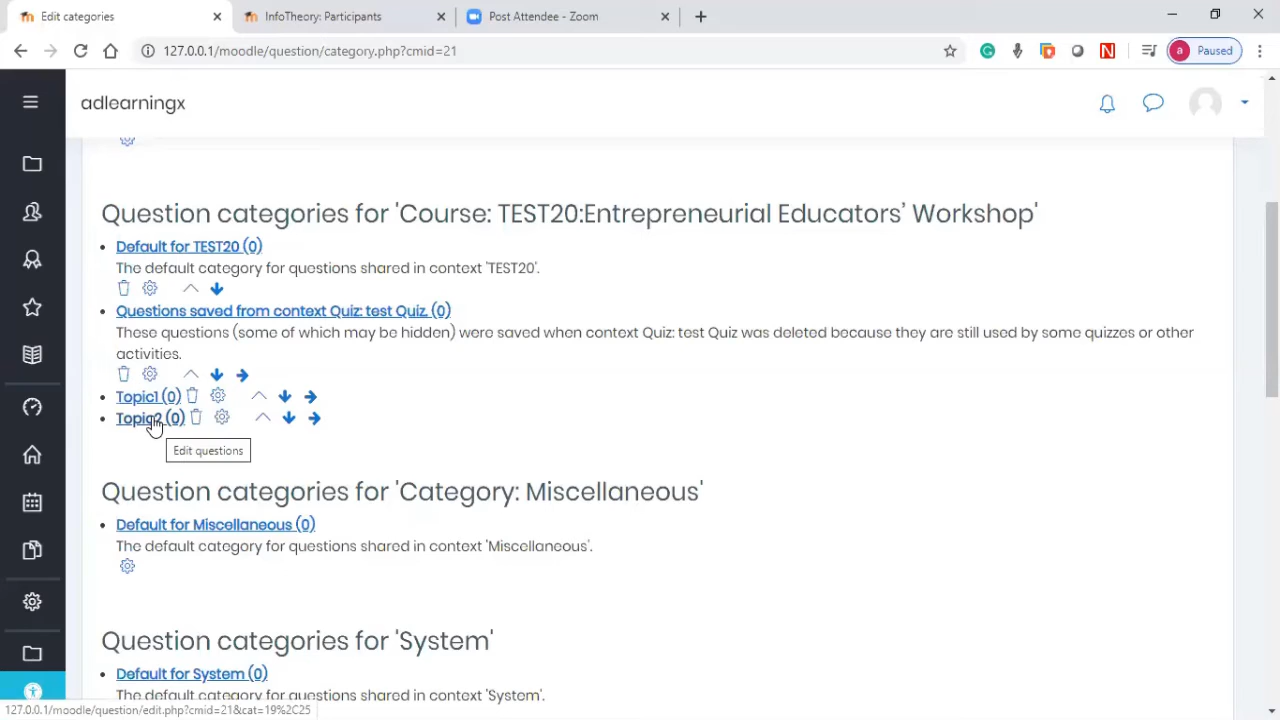 Edit categories
InfoTheory: Participants
Post Attendee - Zoom
127.0.0.1/moodle/question/category.php?cmid=21
N
a Paused
adlearningx
Question categories for 'Course: TEST20:Entrepreneurial Educators’ Workshop'
Default for TEST20 (0)
The default category for questions shared in context 'TEST20'.
Questions saved from context Quiz: test Quiz. (0)
These questions (some of which may be hidden) were saved when context Quiz: test Quiz was deleted because they are still used by some quizzes or other
activities.
Topic1 (0)
Topic2 (0)
Edit questions
Question categories for 'Category: Miscellaneous'
Default for Miscellaneous (0)
The default category for questions shared in context 'Miscellaneous'.
Question categories for 'System'
Default for System (0)
The default category for questions shared in context 'System'.
127.0.0.1/moodle/question/edit.php?cmid=21&cat=19%2C25